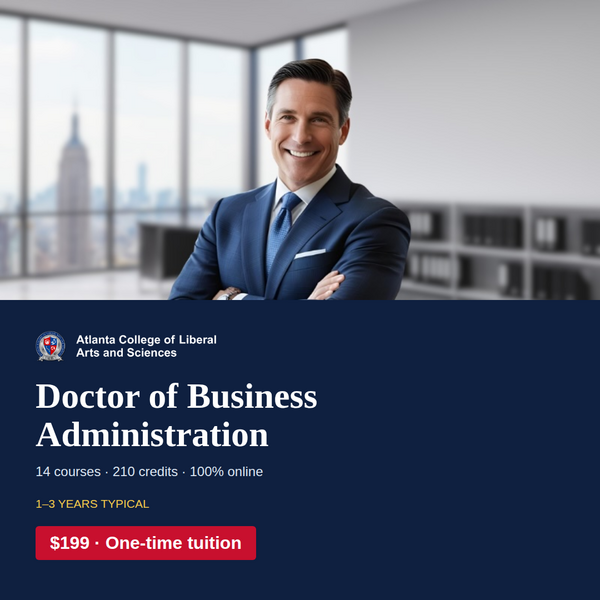 Atlanta College of Liberal
Arts and Sciences
Doctor of Business
Administration
14 courses · 210 credits · 100% online
1–3 YEARS TYPICAL
$199 · One-time tuition